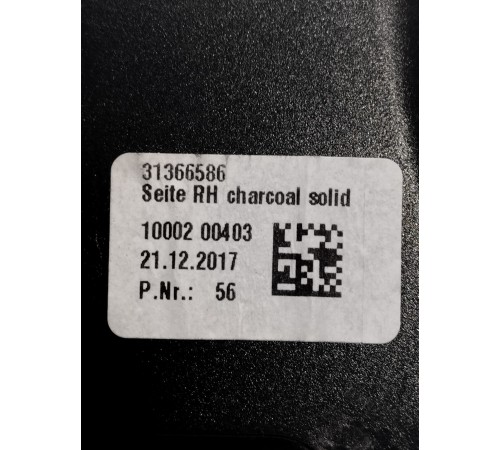 31366586
Seite RH charcoal solid
10002 00403
21.12.2017
P.Nr.: 56